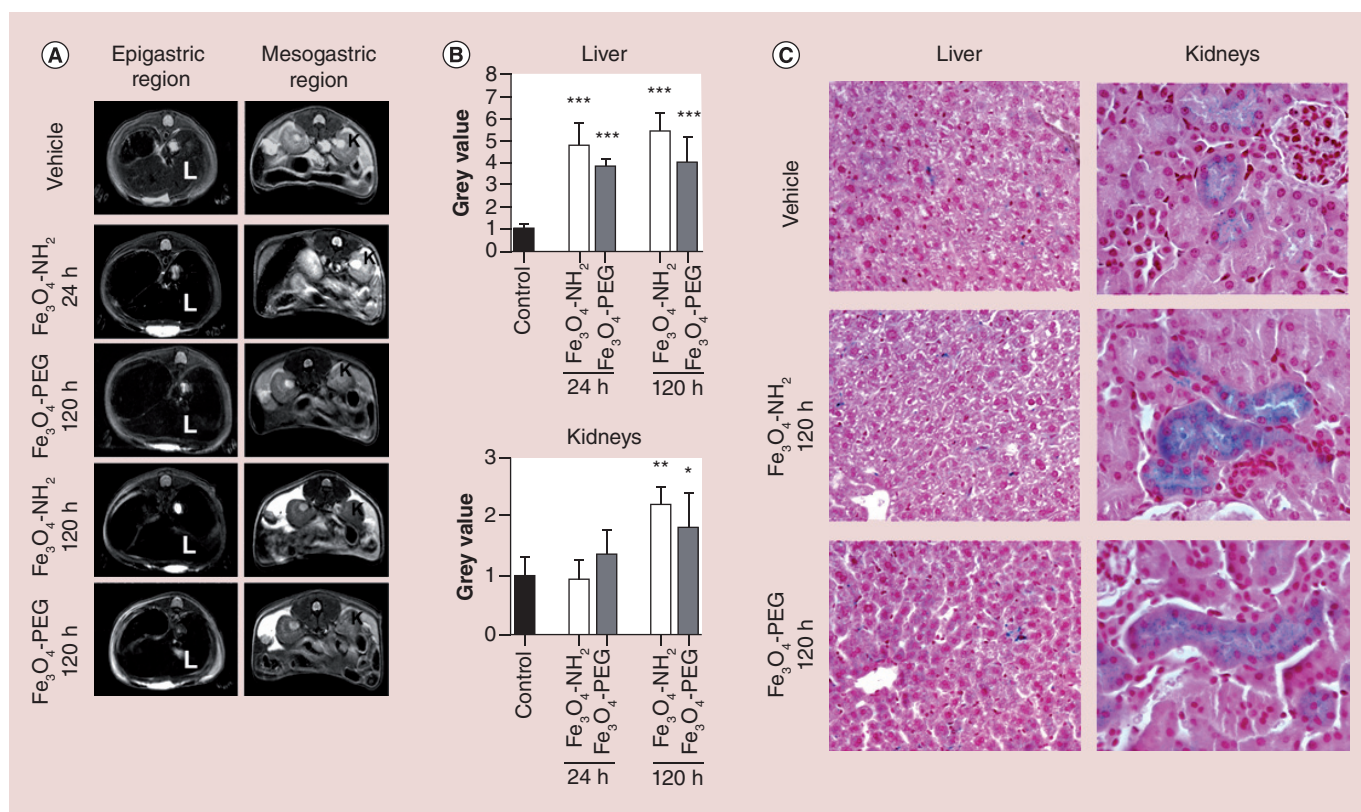 A
Epigastric
region
Mesogastric
region
Vehicle
L
K
Fe3O4-NH2
24 h
L
K
Fe3O4-PEG
120 h
L
K
Fe3O4-NH2
120 h
L
K
Fe3O4-PEG
120 h
L
K
B
Liver
Grey value
8
7
6
5
4
3
2
1
0
***
***
***
***
Control
Fe3O4-NH2
Fe3O4-PEG
Fe3O4-NH2
Fe3O4-PEG
24 h
120 h
Kidneys
Grey value
3
2
1
0
**
*
Control
Fe3O4-NH2
Fe3O4-PEG
Fe3O4-NH2
Fe3O4-PEG
24 h
120 h
C
Liver
Kidneys
Vehicle
Fe3O4-NH2
120 h
Fe3O4-PEG
120 h